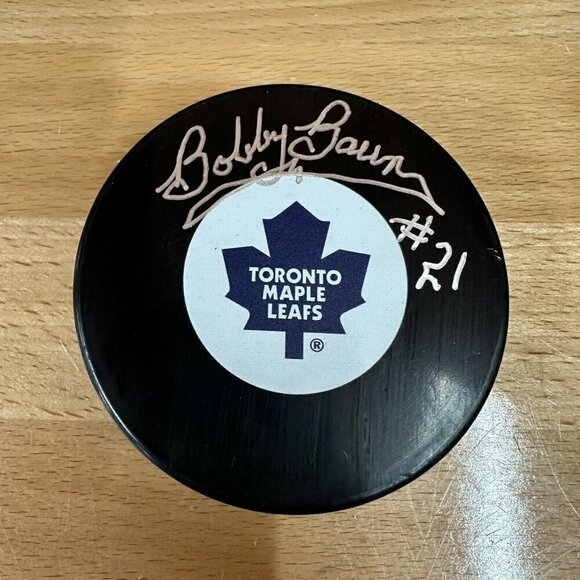 Bobby Baun
#21
TORONTO
MAPLE
LEAFS
®